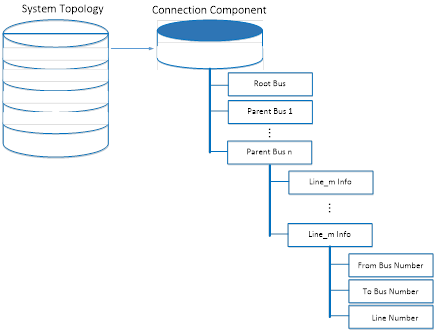 System Topology
Connection Component
Root Bus
Parent Bus 1
Parent Bus n
Line_m Info
Line_m Info
From Bus Number
To Bus Number
Line Number